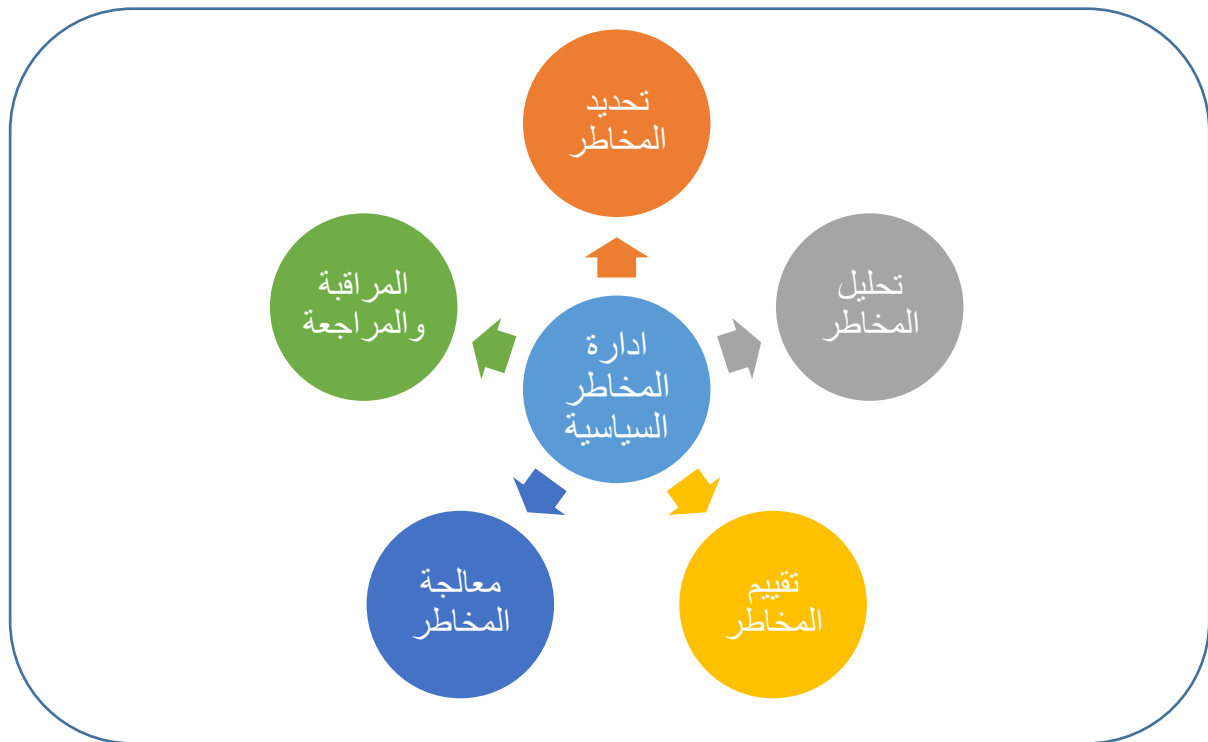 تحديد
المخاطر
تحليل
المخاطر
تقييم
المخاطر
معالجة
المخاطر
المراقبة
والمراجعة
ادارة
المخاطر
السياسية